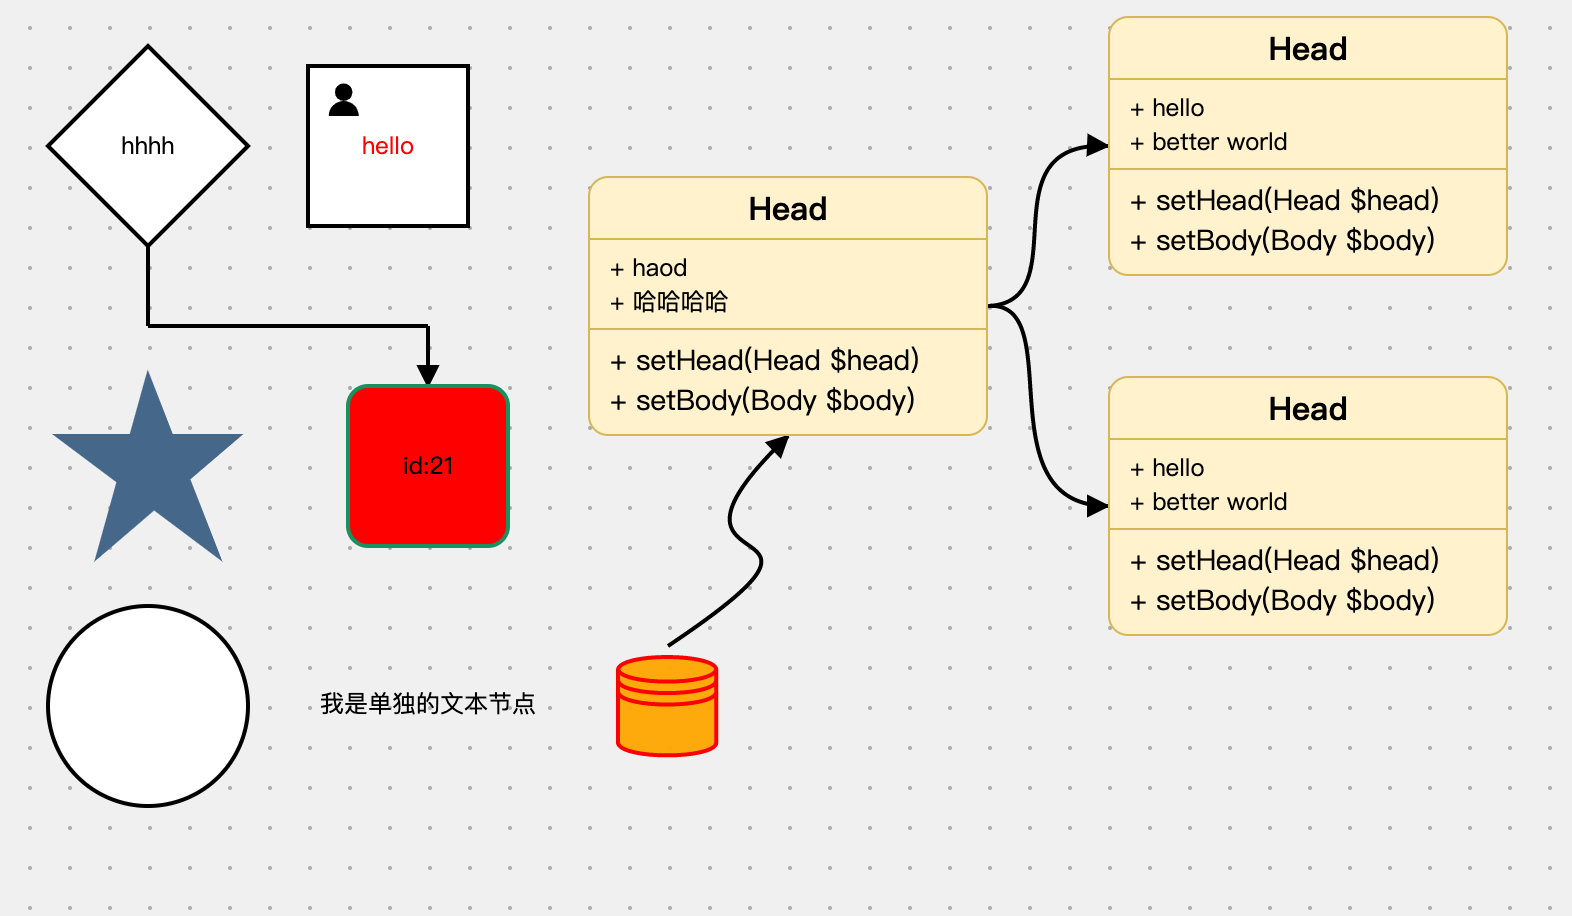 hhhh
hello
id:21
我是单独的文本节点
Head
+ haod
+ 哈哈哈哈
+ setHead(Head $head)
+ setBody(Body $body)
Head
+ hello
+ better world
+ setHead(Head $head)
+ setBody(Body $body)
Head
+ hello
+ better world
+ setHead(Head $head)
+ setBody(Body $body)